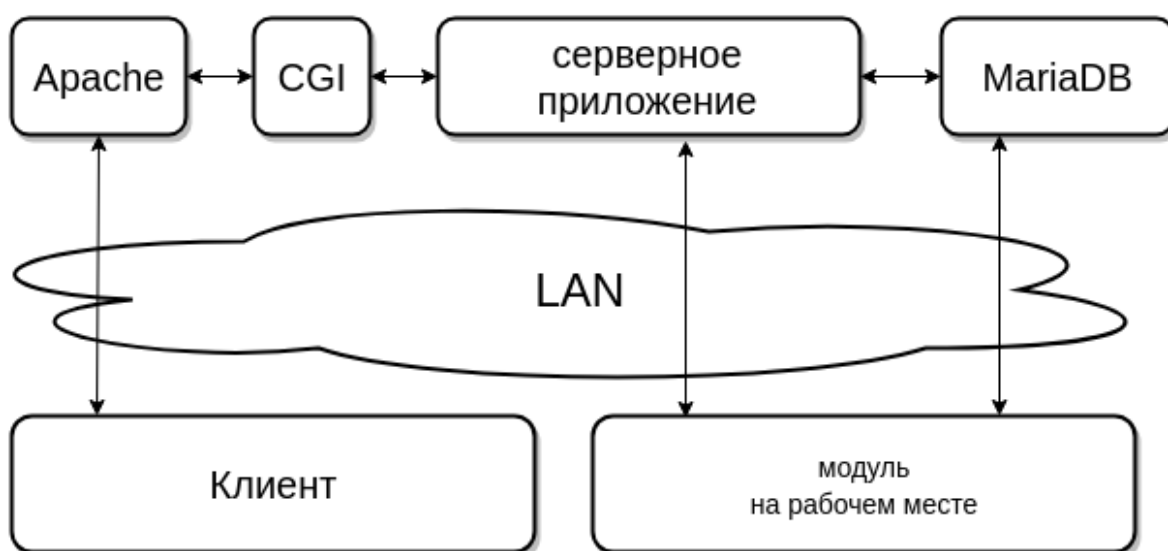 Apache
CGI
серверное
приложение
MariaDB
LAN
Клиент
модуль
на рабочем месте